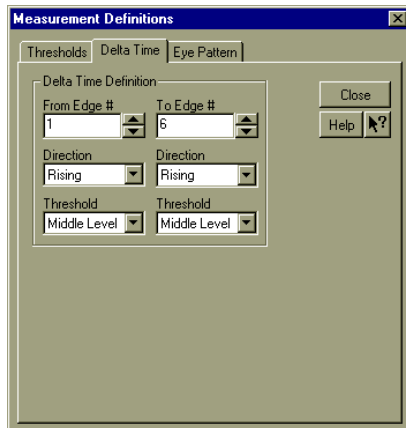 Measurement Definitions
Thresholds Delta Time Eye Pattern
Delta Time Definition
From Edge # To Edge #
1 6
Direction Direction
Rising Rising
Threshold Threshold
Middle Level Middle Level
Close
Help ?